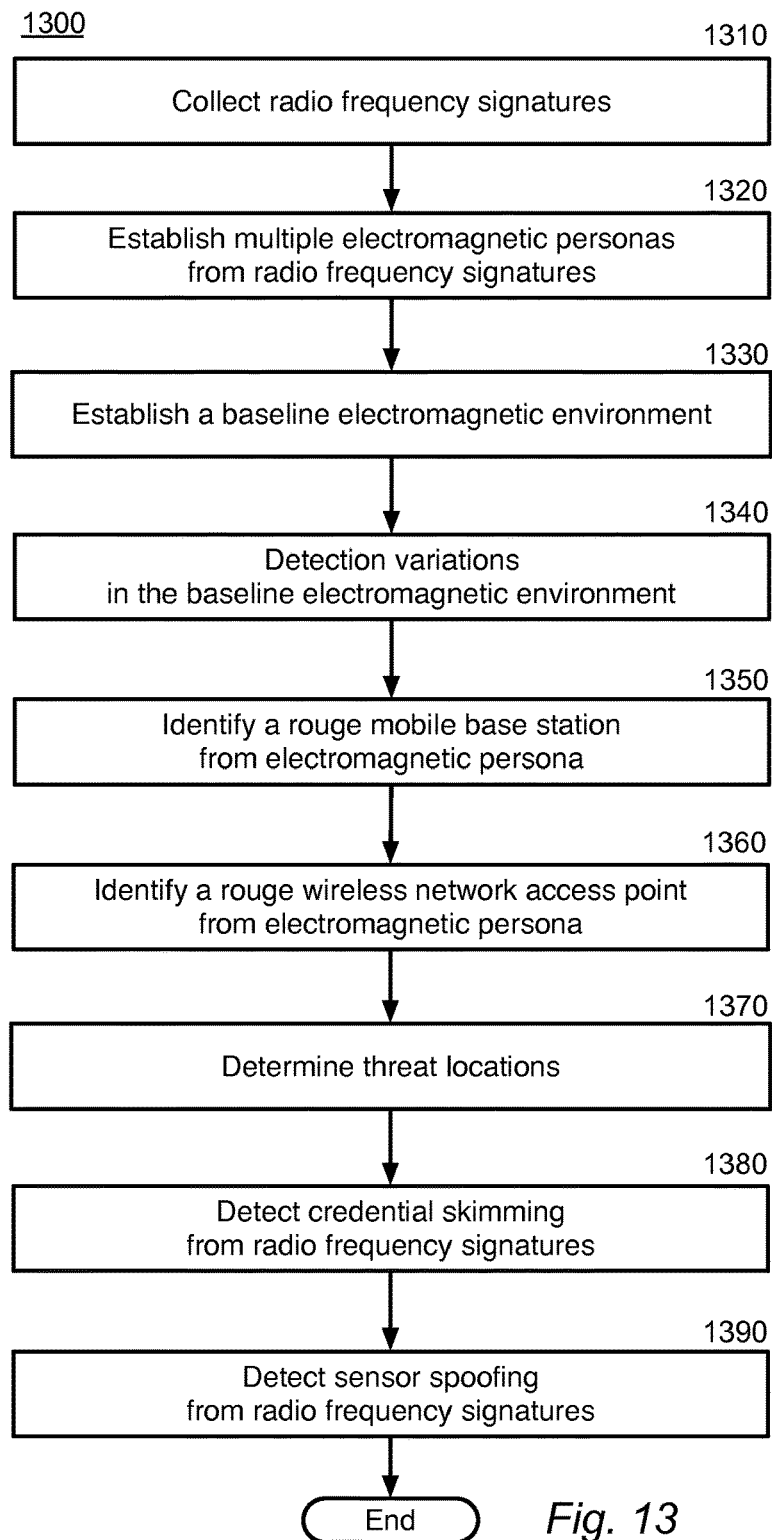 1300
1310
Collect radio frequency signatures
1320
Establish multiple electromagnetic personas
from radio frequency signatures
1330
Establish a baseline electromagnetic environment
1340
Detection variations
in the baseline electromagnetic environment
1350
Identify a rouge mobile base station
from electromagnetic persona
1360
Identify a rouge wireless network access point
from electromagnetic persona
1370
Determine threat locations
1380
Detect credential skimming
from radio frequency signatures
1390
Detect sensor spoofing
from radio frequency signatures
End
Fig. 13